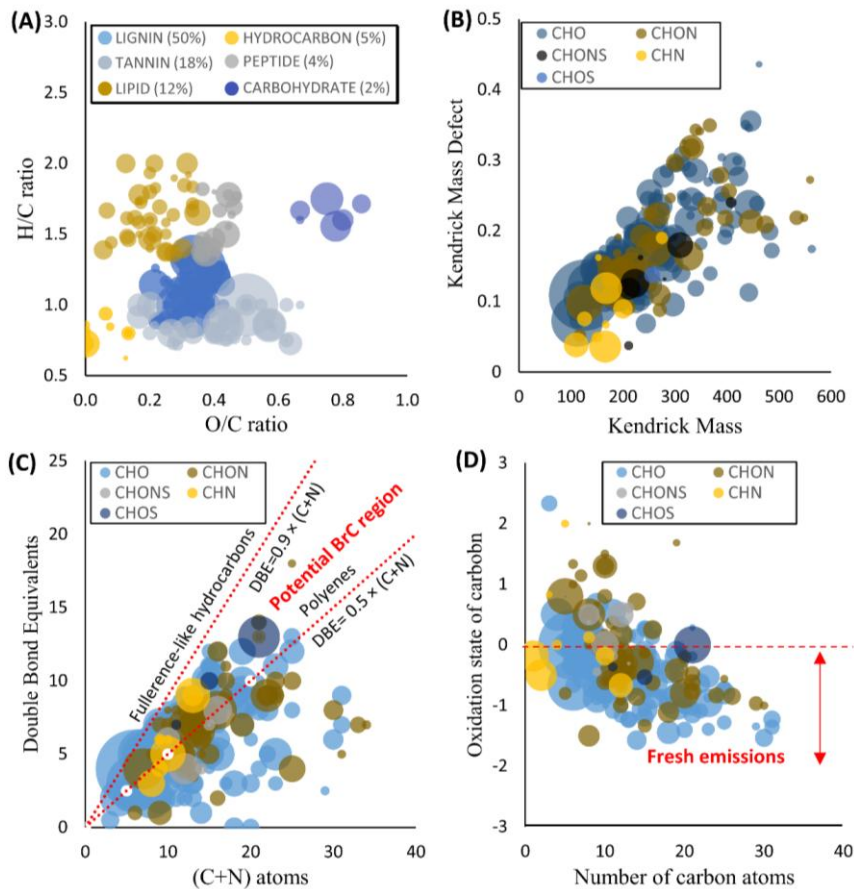 (A)
LIGNIN (50%) HYDROCARBON (5%)
TANNIN (18%) PEPTIDE (4%)
LIPID (12%) CARBOHYDRATE (2%)
3.0
2.5
2.0
1.5
1.0
0.5
H/C ratio
0.0 0.2 0.4 0.6 0.8 1.0
O/C ratio
(B)
CHO CHON
CHONS CHN
CHOS
0.5
0.4
0.3
0.2
0.1
0
Kendrick Mass Defect
0 100 200 300 400 500 600
Kendrick Mass
(C)
CHO CHON
CHONS CHN
CHOS
25
20
15
10
5
0
Double Bond Equivalents
Fullerence-like hydrocarbons
DBE=0.9 × (C+N)
Potential BrC region
Polyenes
DBE= 0.5 × (C+N)
0 10 20 30 40
(C+N) atoms
(D)
CHO CHON
CHONS CHN
CHOS
3
2
1
0
-1
-2
-3
Oxidation state of carbobn
Fresh emissions
0 10 20 30 40
Number of carbon atoms